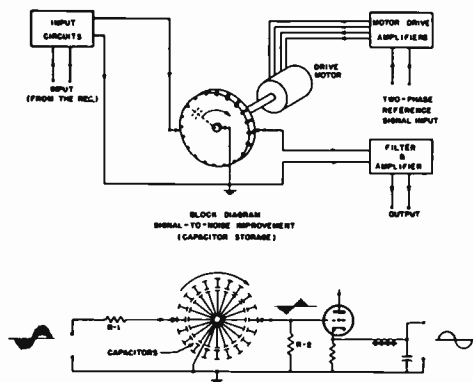 INPUT
CIRCUITS
INPUT
(FROM THE REC.)
MOTOR DRIVE
AMPLIFIERS
DRIVE
MOTOR
TWO-PHASE
REFERENCE
SIGNAL INPUT
FILTER
&
AMPLIFIER
OUTPUT
BLOCK DIAGRAM
SIGNAL-TO-NOISE IMPROVEMENT
(CAPACITOR STORAGE)
R-1
CAPACITORS
R-2